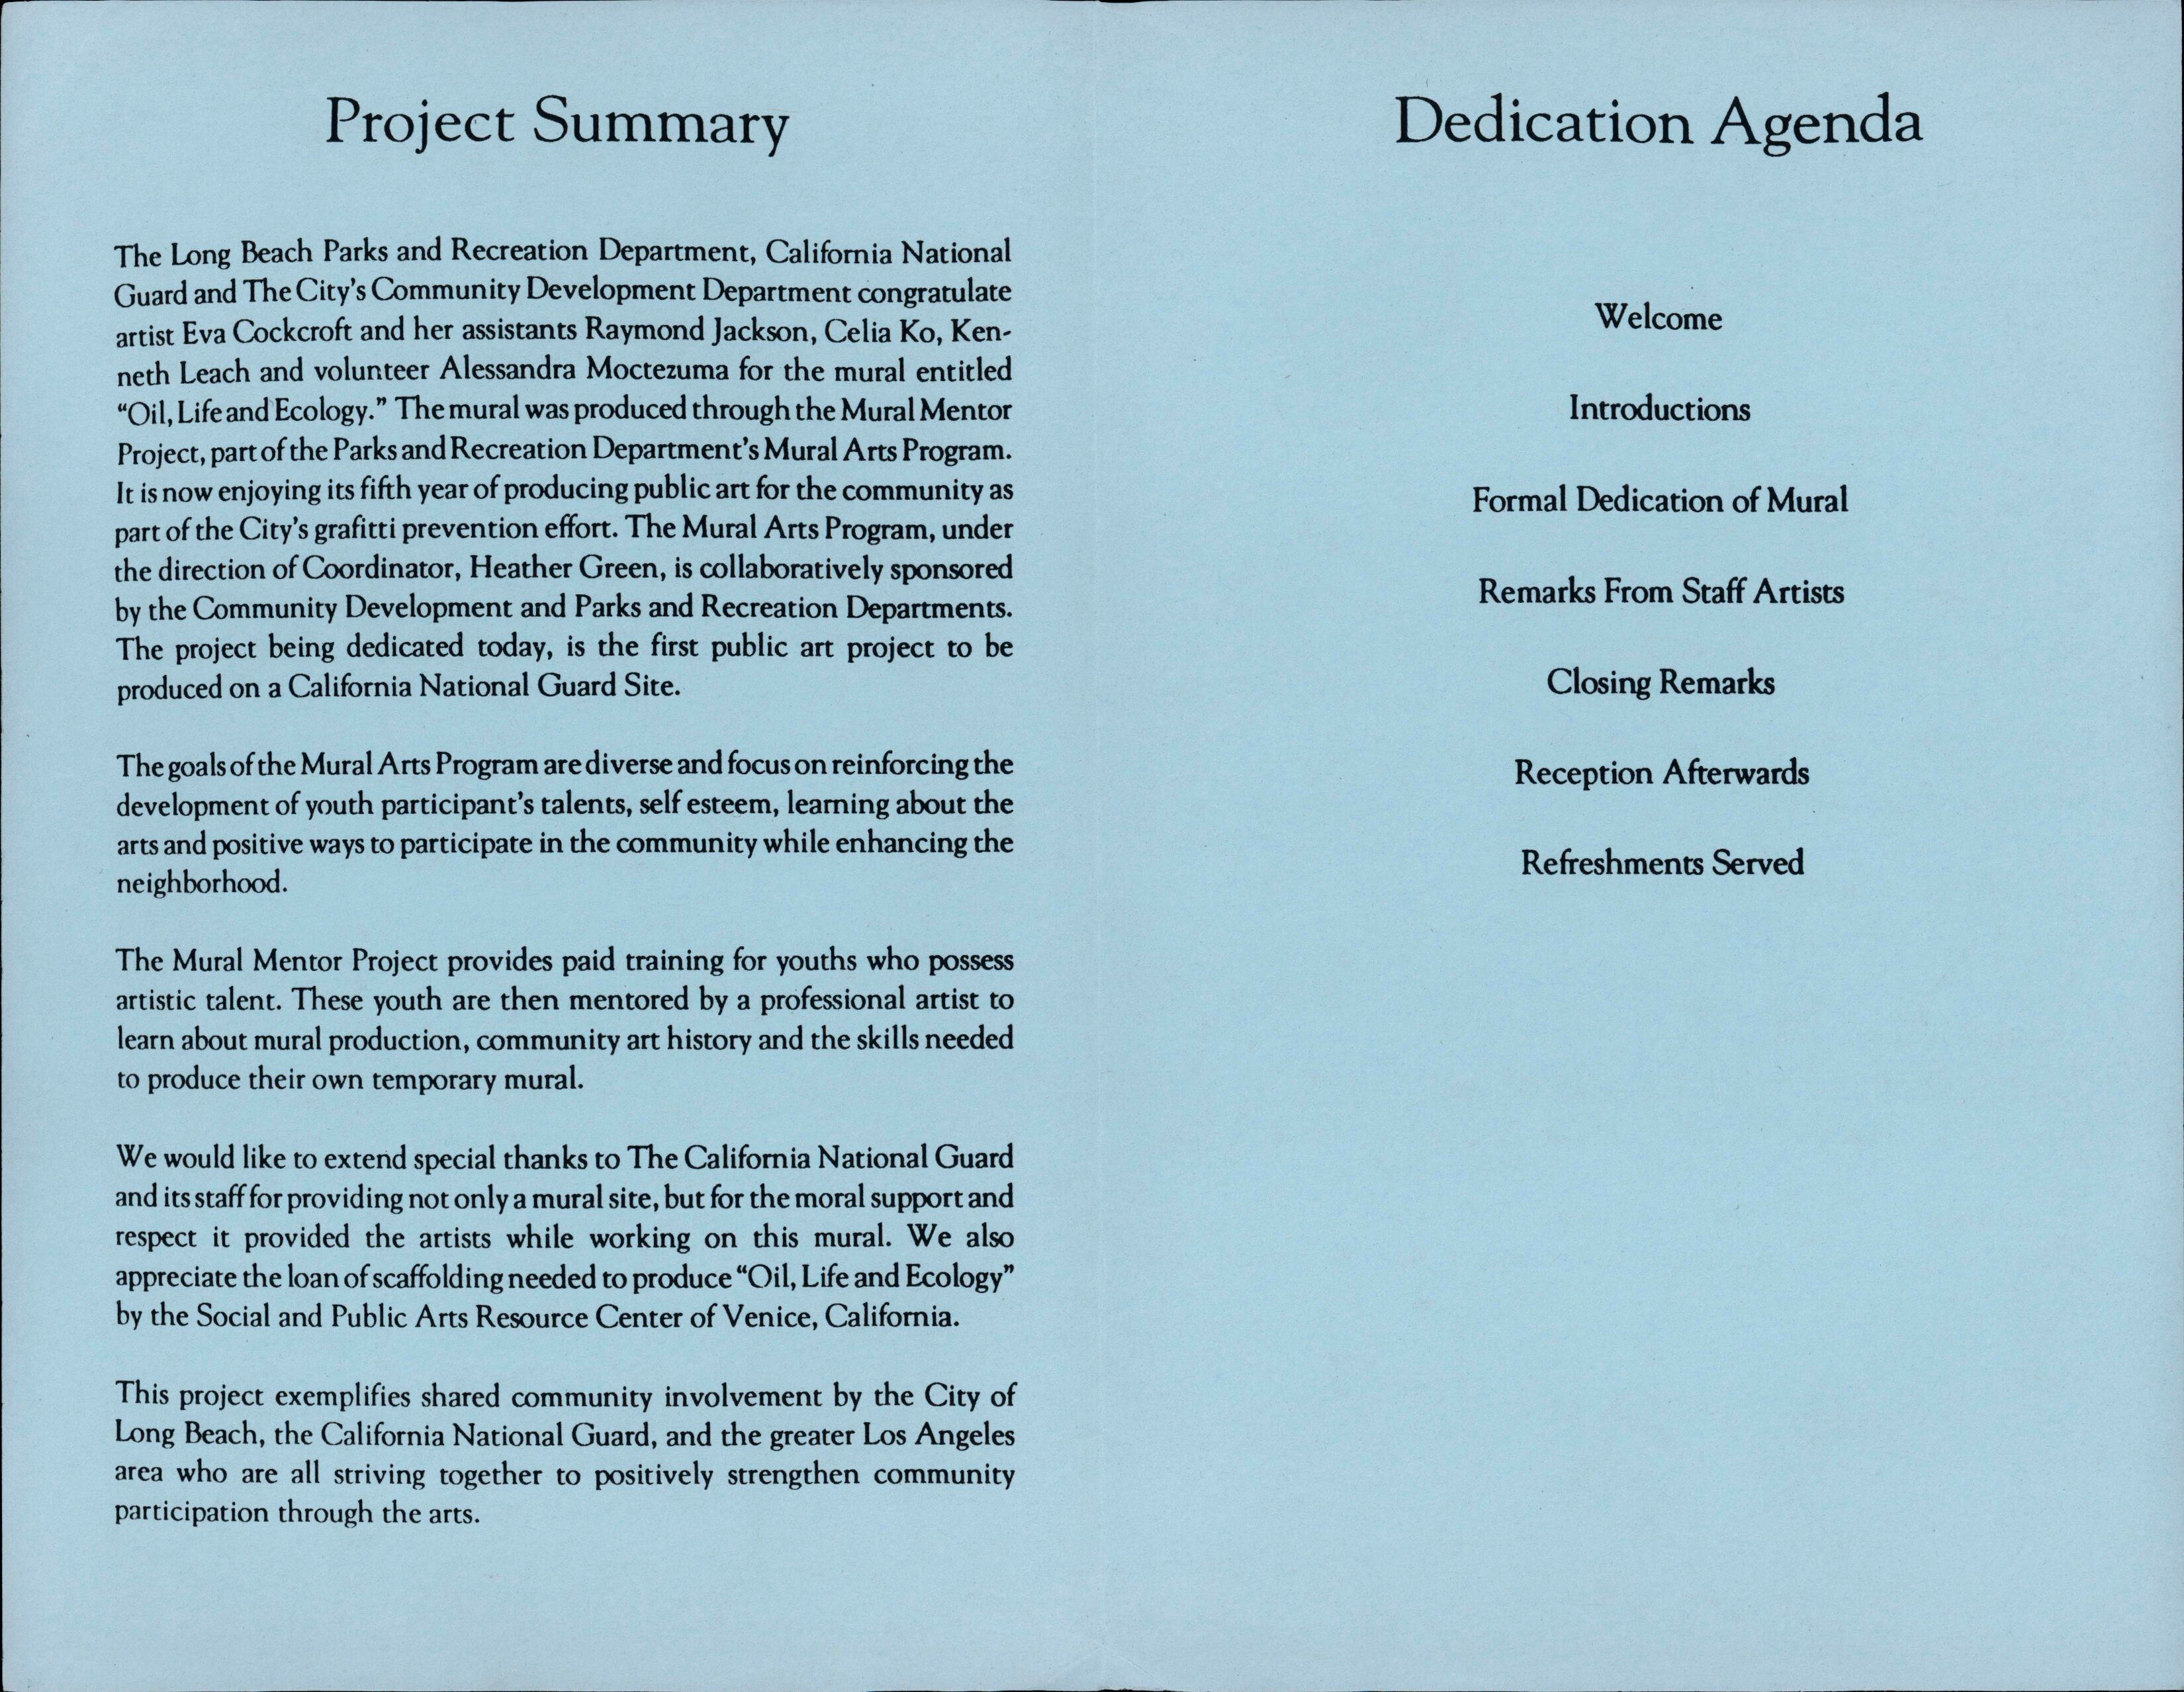 Project Summary
The Long Beach Parks and Recreation Department, California National
Guard and The City's Community Development Department congratulate
artist Eva Cockcroft and her assistants Raymond Jackson, Celia Ko, Ken-
neth Leach and volunteer Alessandra Moctezuma for the mural entitled
“Oil, Life and Ecology.” The mural was produced through the Mural Mentor
Project, part of the Parks and Recreation Department's Mural Arts Program.
It is now enjoying its fifth year of producing public art for the community as
part of the City's grafitti prevention effort. The Mural Arts Program, under
the direction of Coordinator, Heather Green, is collaboratively sponsored
by the Community Development and Parks and Recreation Departments.
The project being dedicated today, is the first public art project to be
produced on a California National Guard Site.
The goals of the Mural Arts Program are diverse and focus on reinforcing the
development of youth participant's talents, self esteem, learning about the
arts and positive ways to participate in the community while enhancing the
neighborhood.
The Mural Mentor Project provides paid training for youths who possess
artistic talent. These youth are then mentored by a professional artist to
learn about mural production, community art history and the skills needed
to produce their own temporary mural.
We would like to extend special thanks to The California National Guard
and its staff for providing not only a mural site, but for the moral support and
respect it provided the artists while working on this mural. We also
appreciate the loan of scaffolding needed to produce “Oil, Life and Ecology”
by the Social and Public Arts Resource Center of Venice, California.
This project exemplifies shared community involvement by the City of
Long Beach, the California National Guard, and the greater Los Angeles
area who are all striving together to positively strengthen community
participation through the arts.
Dedication Agenda
Welcome
Introductions
Formal Dedication of Mural
Remarks From Staff Artists
Closing Remarks
Reception Afterwards
Refreshments Served